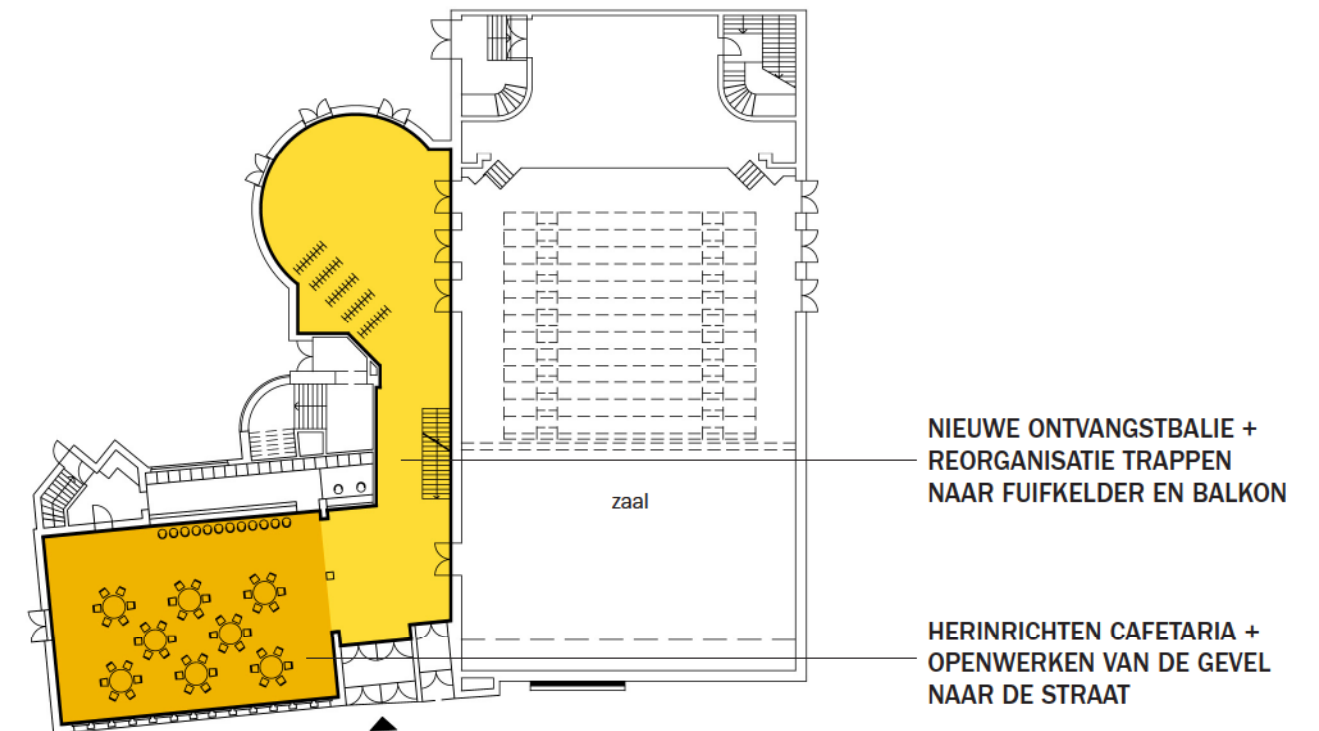 NIEUWE ONTVANGSTBALIE +
REORGANISATIE TRAPPEN
NAAR FUIFKELDER EN BALKON
zaal
HERINRICHTEN CAFETARIA +
OPENWERKEN VAN DE GEVEL
NAAR DE STRAAT